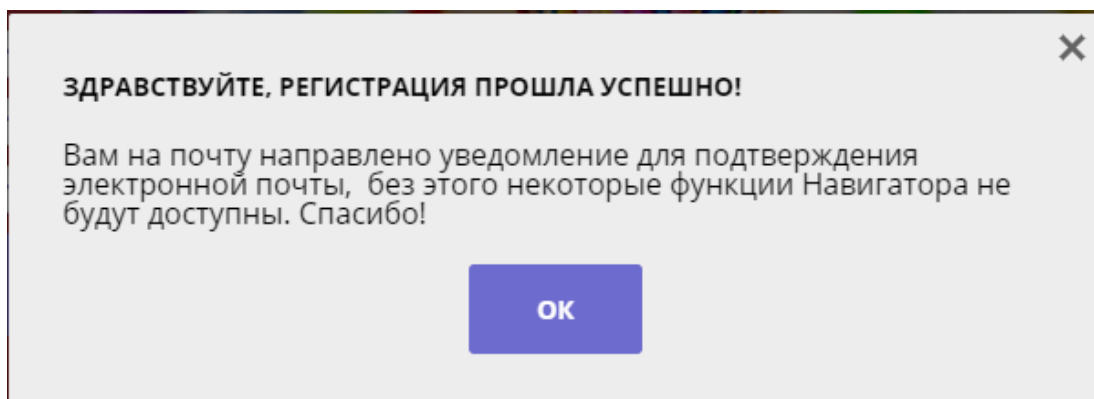 ЗДРАВСТВУЙТЕ, РЕГИСТРАЦИЯ ПРОШЛА УСПЕШНО!
Вам на почту направлено уведомление для подтверждения
электронной почты,  без этого некоторые функции Навигатора не
будут доступны. Спасибо!
ОК